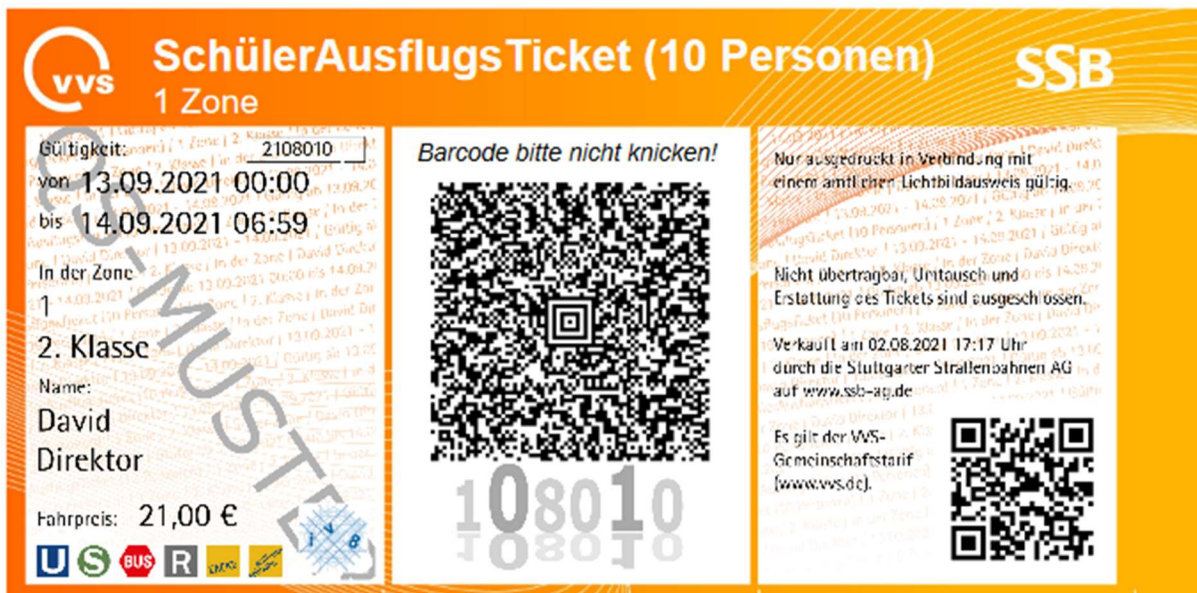 vvs
SchülerAusflugsTicket (10 Personen)
1 Zone
SSB
QS-MUSTER
Gültigkeit: 2108010
von 13.09.2021 00:00
bis 14.09.2021 06:59
In der Zone
1
2. Klasse
Name:
David
Direktor
Fahrpreis: 21,00 €
U S BUS R
Barcode bitte nicht knicken!
108010
Nur ausgedruckt in Verbindung mit
einem amtlichen Lichtbildausweis gültig.
Nicht übertragbar, Umtausch und
Erstattung des Tickets sind ausgeschlossen.
Verkauft am 02.08.2021 17:17 Uhr
durch die Stuttgarter Straßenbahnen AG
auf www.ssb-ag.de
Es gilt der VVS-
Gemeinschaftstarif
(www.vvs.de).